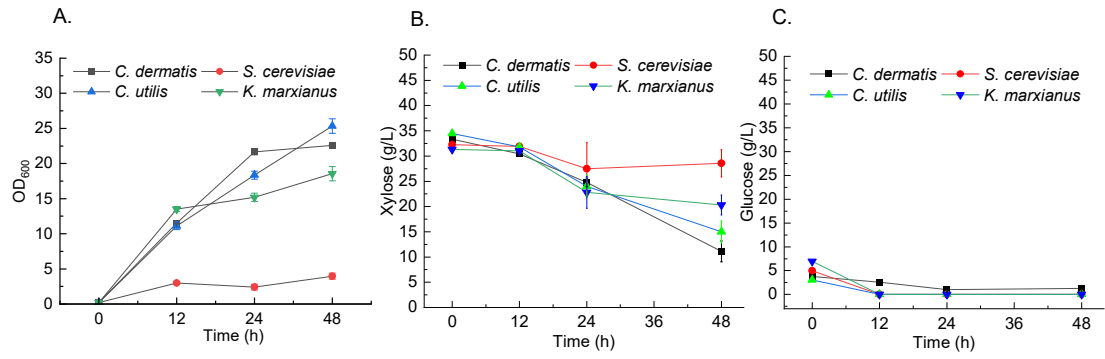 A.
35
30
25
20
15
10
5
0
OD600
C. dermatis
S. cerevisiae
C. utilis
K. marxianus
0 12 24 48
Time (h)
B.
50
45
40
35
30
25
20
15
10
5
0
Xylose (g/L)
C. dermatis
S. cerevisiae
C. utilis
K. marxianus
0 12 24 36 48
Time (h)
C.
50
45
40
35
30
25
20
15
10
5
0
Glucose (g/L)
C. dermatis
S. cerevisiae
C. utilis
K. marxianus
0 12 24 36 48
Time (h)